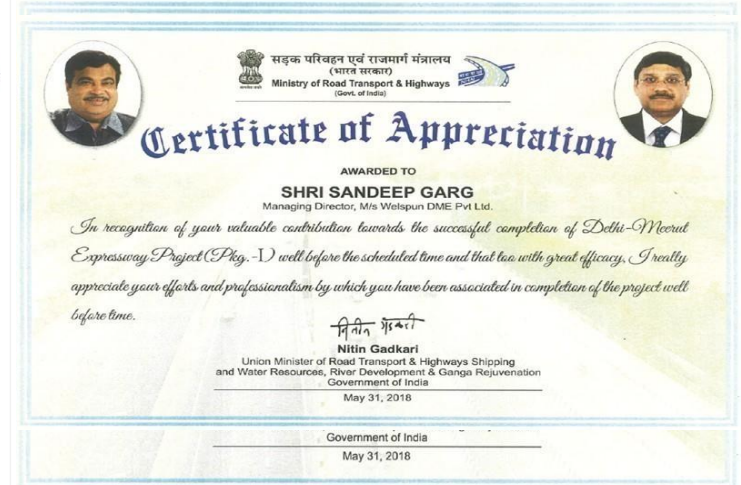 सड़क परिवहन एवं राजमार्ग मंत्रालय
(भारत सरकार)
Ministry of Road Transport & Highways
(Govt. of India)
Certificate of Appreciation
AWARDED TO
SHRI SANDEEP GARG
Managing Director, M/s Welspun DME Pvt Ltd.
In recognition of your valuable contribution towards the successful completion of Delhi-Meerut
Expressway Project (Pkg.-I) well before the scheduled time and that too with great efficacy, I really
appreciate your efforts and professionalism by which you have been associated in completion of the project well
before time.
नितीन गडकरी
Nitin Gadkari
Union Minister of Road Transport & Highways Shipping
and Water Resources, River Development & Ganga Rejuvenation
Government of India
May 31, 2018
Government of India
May 31, 2018